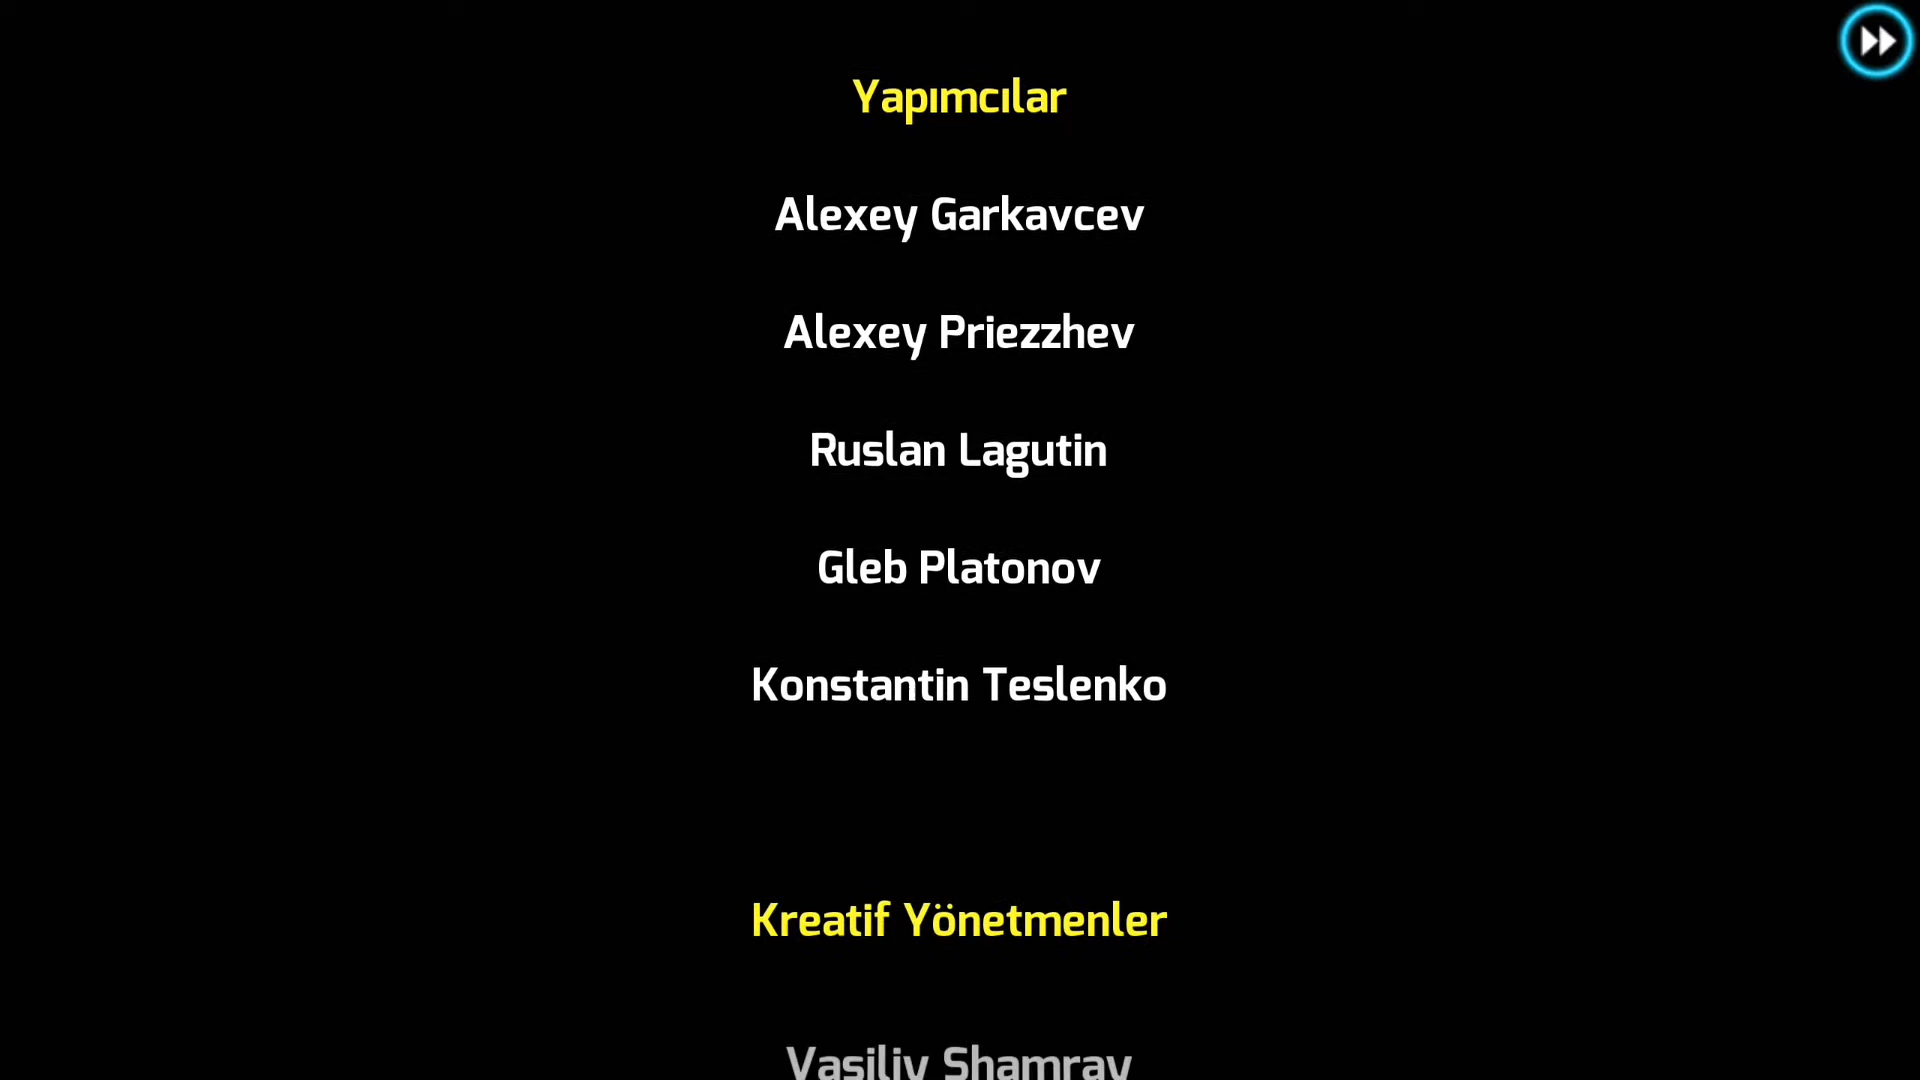 Yapımcılar
Alexey Garkavcev
Alexey Priezzhev
Ruslan Lagutin
Gleb Platonov
Konstantin Teslenko
Kreatif Yönetmenler
Vasiliy Shamray